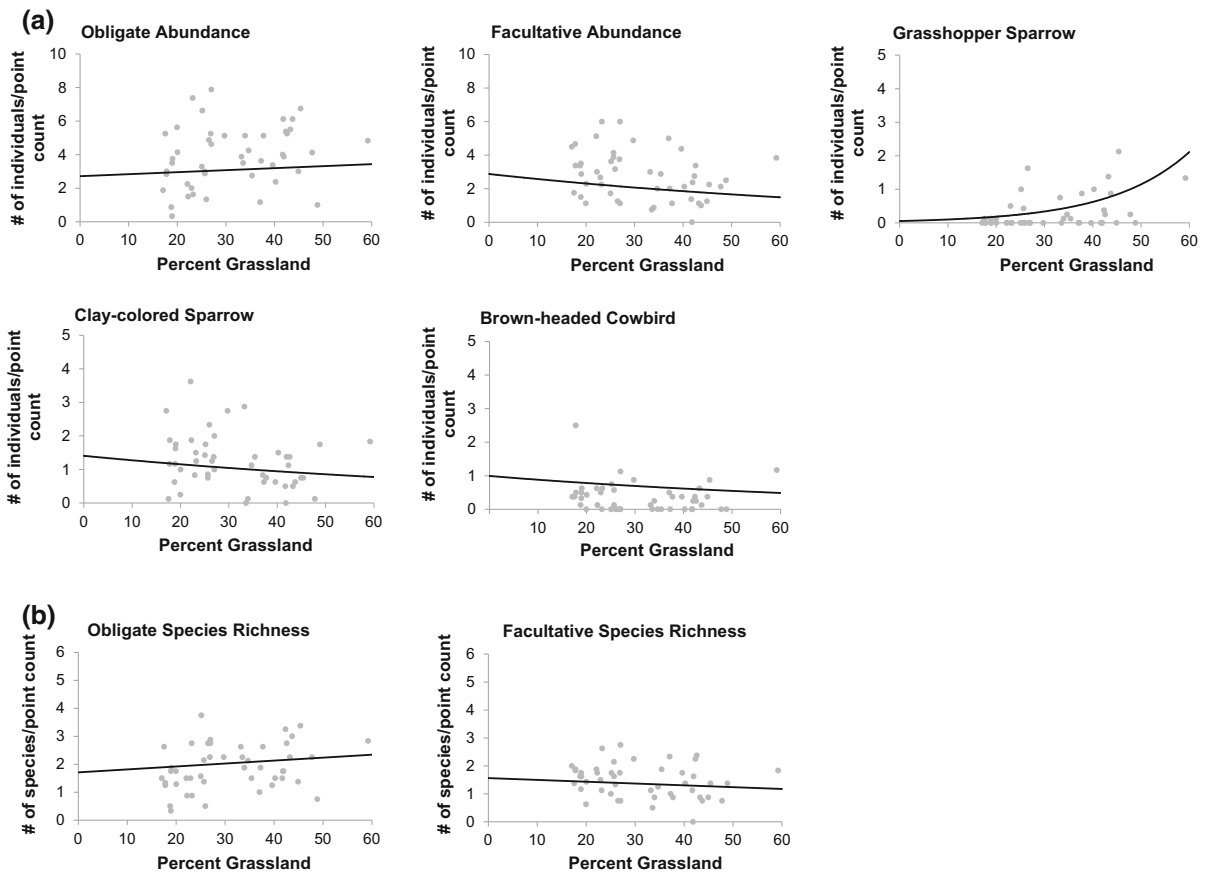 (a)
Obligate Abundance
# of individuals/point
count
10
8
6
4
2
0
0 10 20 30 40 50 60
Percent Grassland
Facultative Abundance
# of individuals/point
count
10
8
6
4
2
0
0 10 20 30 40 50 60
Percent Grassland
Grasshopper Sparrow
# of individuals/point
count
5
4
3
2
1
0
0 10 20 30 40 50 60
Percent Grassland
Clay-colored Sparrow
# of individuals/point
count
5
4
3
2
1
0
0 10 20 30 40 50 60
Percent Grassland
Brown-headed Cowbird
# of individuals/point
count
5
4
3
2
1
0
0 10 20 30 40 50 60
Percent Grassland
(b)
Obligate Species Richness
# of species/point count
6
5
4
3
2
1
0
0 10 20 30 40 50 60
Percent Grassland
Facultative Species Richness
# of species/point count
6
5
4
3
2
1
0
0 10 20 30 40 50 60
Percent Grassland